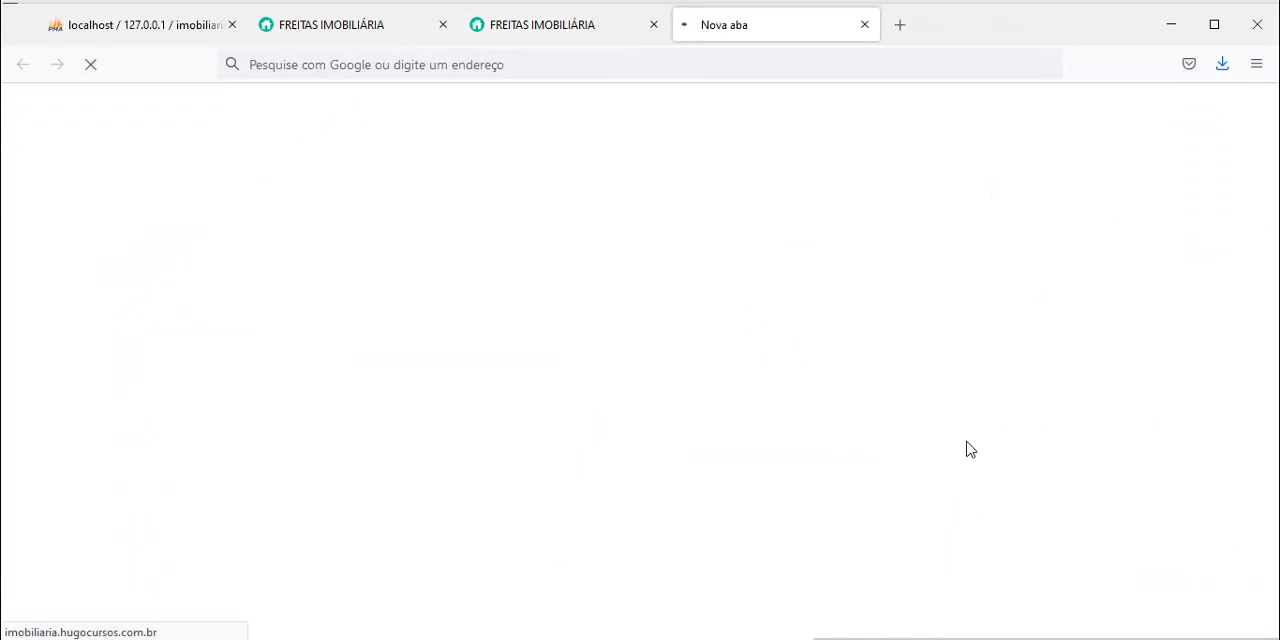 localhost / 127.0.0.1 / imobiliari
FREITAS IMOBILIÁRIA
FREITAS IMOBILIÁRIA
Nova aba
Pesquise com Google ou digite um endereço
imobiliaria.hugocursos.com.br